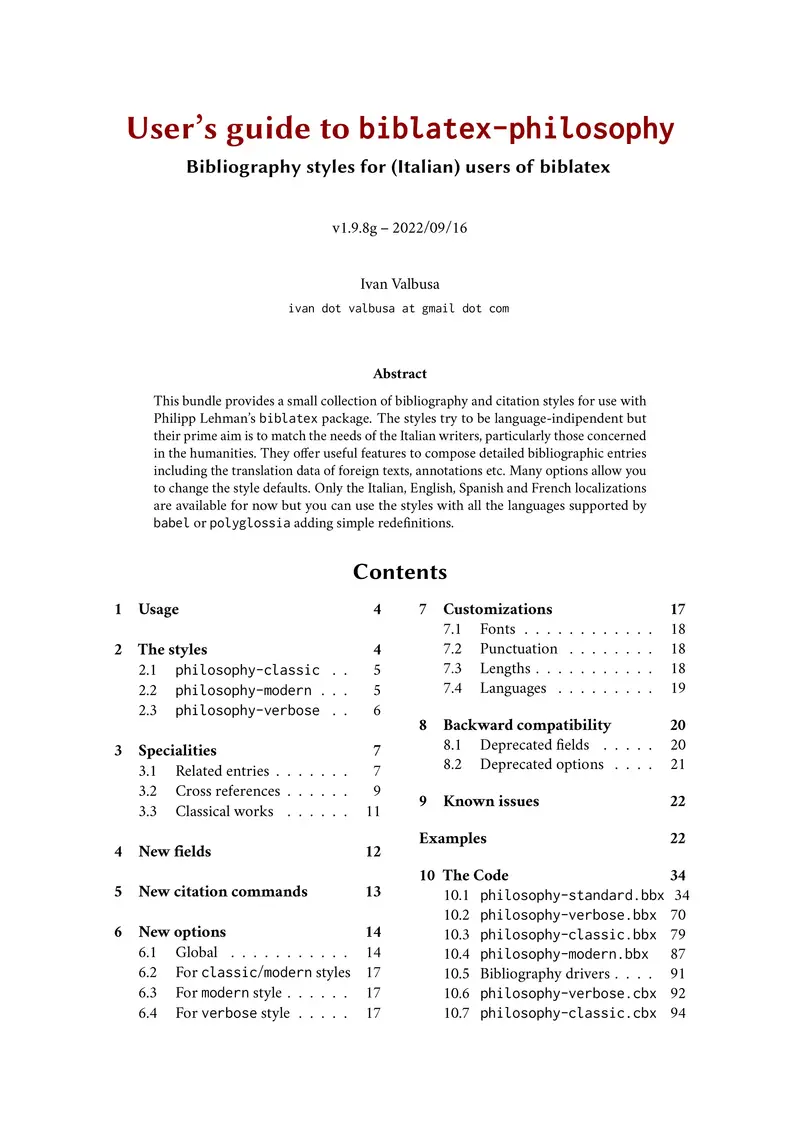 User's guide to biblatex-philosophy
Bibliography styles for (Italian) users of biblatex
v1.9.8g – 2022/09/16
Ivan Valbusa
ivan dot valbusa at gmail dot com
Abstract
This bundle provides a small collection of bibliography and citation styles for use with
Philipp Lehman's biblatex package. The styles try to be language-indipendent but
their prime aim is to match the needs of the Italian writers, particularly those concerned
in the humanities. They offer useful features to compose detailed bibliographic entries
including the translation data of foreign texts, annotations etc. Many options allow you
to change the style defaults. Only the Italian, English, Spanish and French localizations
are available for now but you can use the styles with all the languages supported by
babel or polyglossia adding simple redefinitions.
Contents
1 Usage 4
2 The styles 4
2.1 philosophy-classic . . 5
2.2 philosophy-modern . . . 5
2.3 philosophy-verbose . . 6
3 Specialities 7
3.1 Related entries . . . . . . . 7
3.2 Cross references . . . . . . 9
3.3 Classical works . . . . . . 11
4 New fields 12
5 New citation commands 13
6 New options 14
6.1 Global . . . . . . . . . . . 14
6.2 For classic/modern styles 17
6.3 For modern style . . . . . . 17
6.4 For verbose style . . . . . 17
7 Customizations 17
7.1 Fonts . . . . . . . . . . . . 18
7.2 Punctuation . . . . . . . . 18
7.3 Lengths . . . . . . . . . . . 18
7.4 Languages . . . . . . . . . 19
8 Backward compatibility 20
8.1 Deprecated fields . . . . . 20
8.2 Deprecated options . . . . 21
9 Known issues 22
Examples 22
10 The Code 34
10.1 philosophy-standard.bbx 34
10.2 philosophy-verbose.bbx 70
10.3 philosophy-classic.bbx 79
10.4 philosophy-modern.bbx 87
10.5 Bibliography drivers . . . . 91
10.6 philosophy-verbose.cbx 92
10.7 philosophy-classic.cbx 94